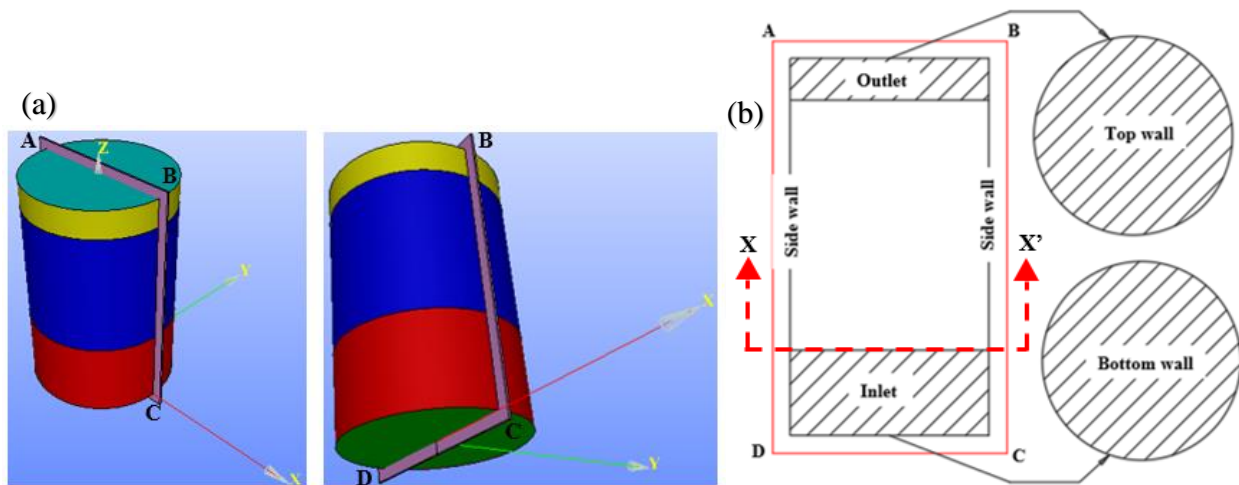 (a)
A
Z
B
Y
C
X
B
X
C
Y
D
(b)
A
B
Outlet
Top wall
Side wall
Side wall
X
X’
Inlet
Bottom wall
D
C